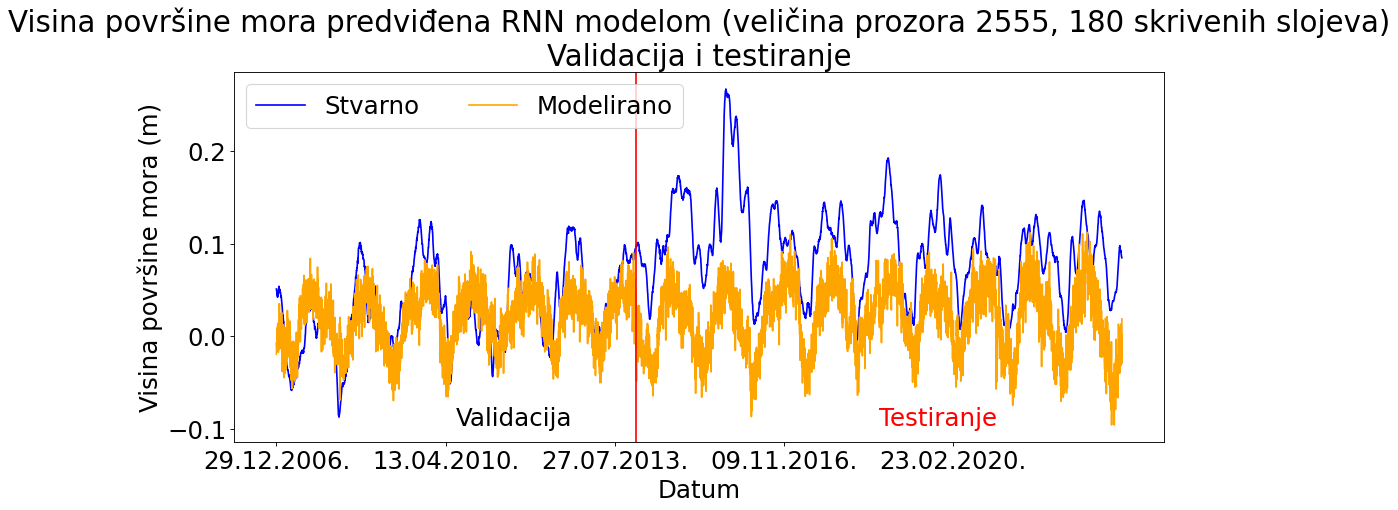 Visina površine mora predviđena RNN modelom (veličina prozora 2555, 180 skrivenih slojeva)
Validacija i testiranje
Stvarno
Modelirano
Visina površine mora (m)
0.2
0.1
0.0
−0.1
Validacija
Testiranje
29.12.2006.
13.04.2010.
27.07.2013.
09.11.2016.
23.02.2020.
Datum